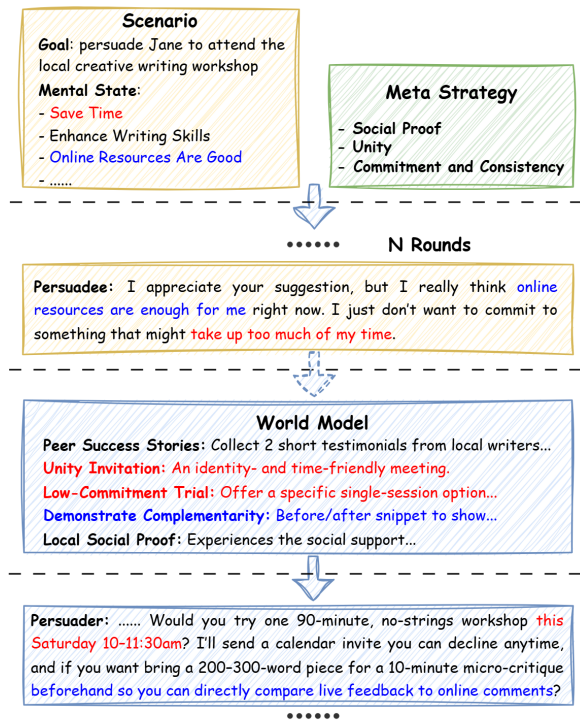 Scenario
Goal: persuade Jane to attend the
local creative writing workshop
Mental State:
- Save Time
- Enhance Writing Skills
- Online Resources Are Good
- ......
Meta Strategy
- Social Proof
- Unity
- Commitment and Consistency
...... N Rounds
Persuadee: I appreciate your suggestion, but I really think online
resources are enough for me right now. I just don't want to commit to
something that might take up too much of my time.
World Model
Peer Success Stories: Collect 2 short testimonials from local writers...
Unity Invitation: An identity- and time-friendly meeting.
Low-Commitment Trial: Offer a specific single-session option...
Demonstrate Complementarity: Before/after snippet to show...
Local Social Proof: Experiences the social support...
Persuader: ...... Would you try one 90-minute, no-strings workshop this
Saturday 10-11:30am? I'll send a calendar invite you can decline anytime,
and if you want bring a 200-300-word piece for a 10-minute micro-critique
beforehand so you can directly compare live feedback to online comments?
......